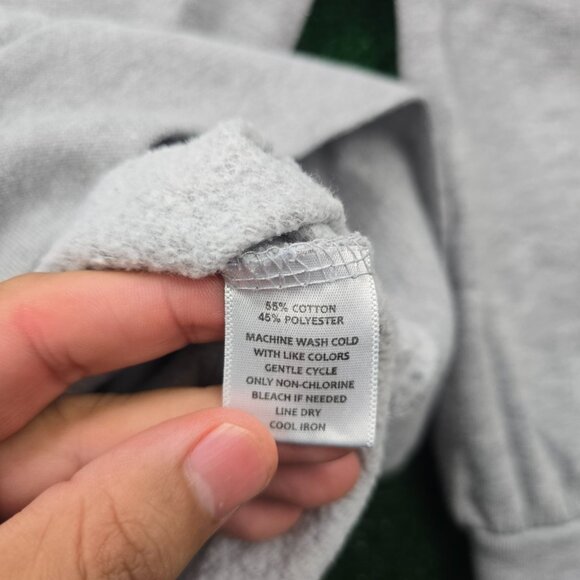 55% COTTON
45% POLYESTER
MACHINE WASH COLD
WITH LIKE COLORS
GENTLE CYCLE
ONLY NON-CHLORINE
BLEACH IF NEEDED
LINE DRY
COOL IRON